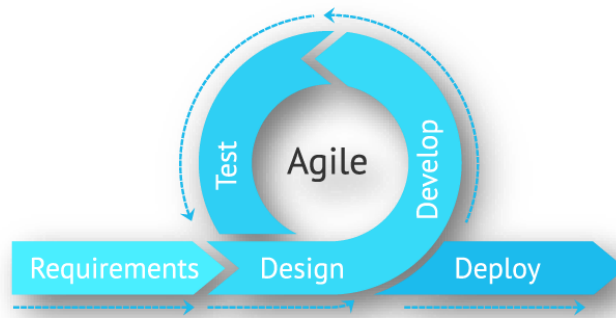 Test
Agile
Develop
Requirements
Design
Deploy